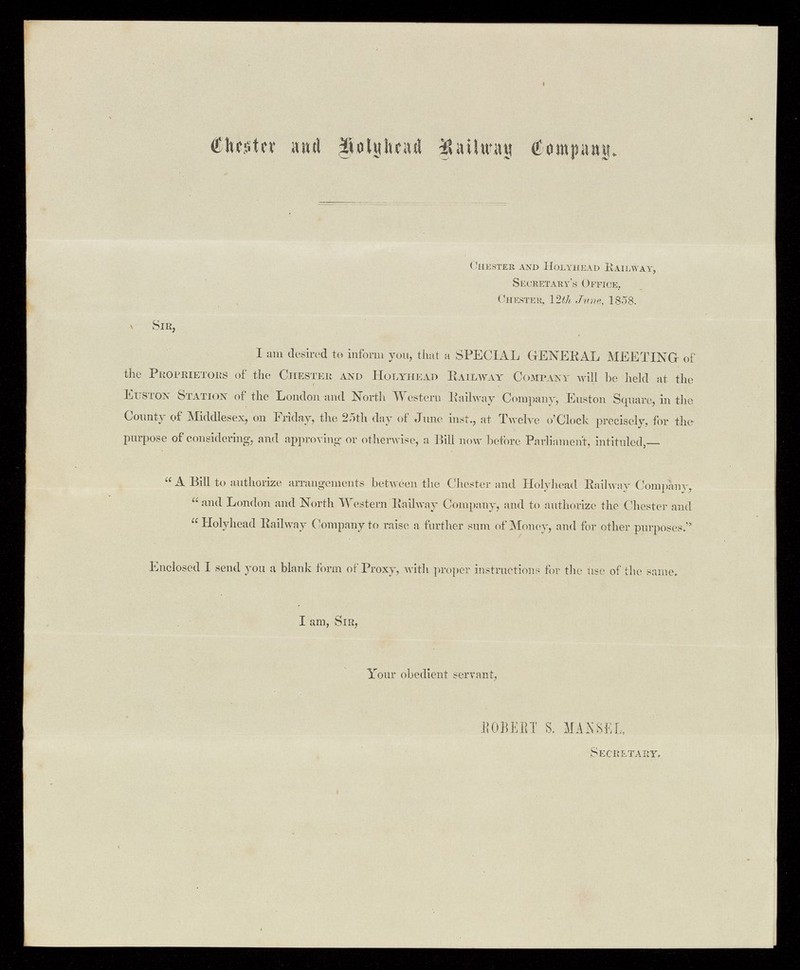 Chester and Holyhead Railway Company.
CHESTER AND HOLYHEAD RAILWAY,
SECRETARY'S OFFICE,
CHESTER, 12th June, 1858.
SIR,
I am desired to inform you, that a SPECIAL GENERAL MEETING of
the PROPRIETORS of the CHESTER AND HOLYHEAD RAILWAY COMPANY will be held at the
EUSTON STATION of the London and North Western Railway Company, Euston Square, in the
County of Middlesex, on Friday, the 25th day of June inst., at Twelve o'Clock precisely, for the
purpose of considering, and approving or otherwise, a Bill now before Parliament, intituled,—
"A Bill to authorize arrangements between the Chester and Holyhead Railway Company,
"and London and North Western Railway Company, and to authorize the Chester and
"Holyhead Railway Company to raise a further sum of Money, and for other purposes."
Enclosed I send you a blank form of Proxy, with proper instructions for the use of the same.
I am, SIR,
Your obedient servant,
ROBERT S. MANSEL,
SECRETARY.